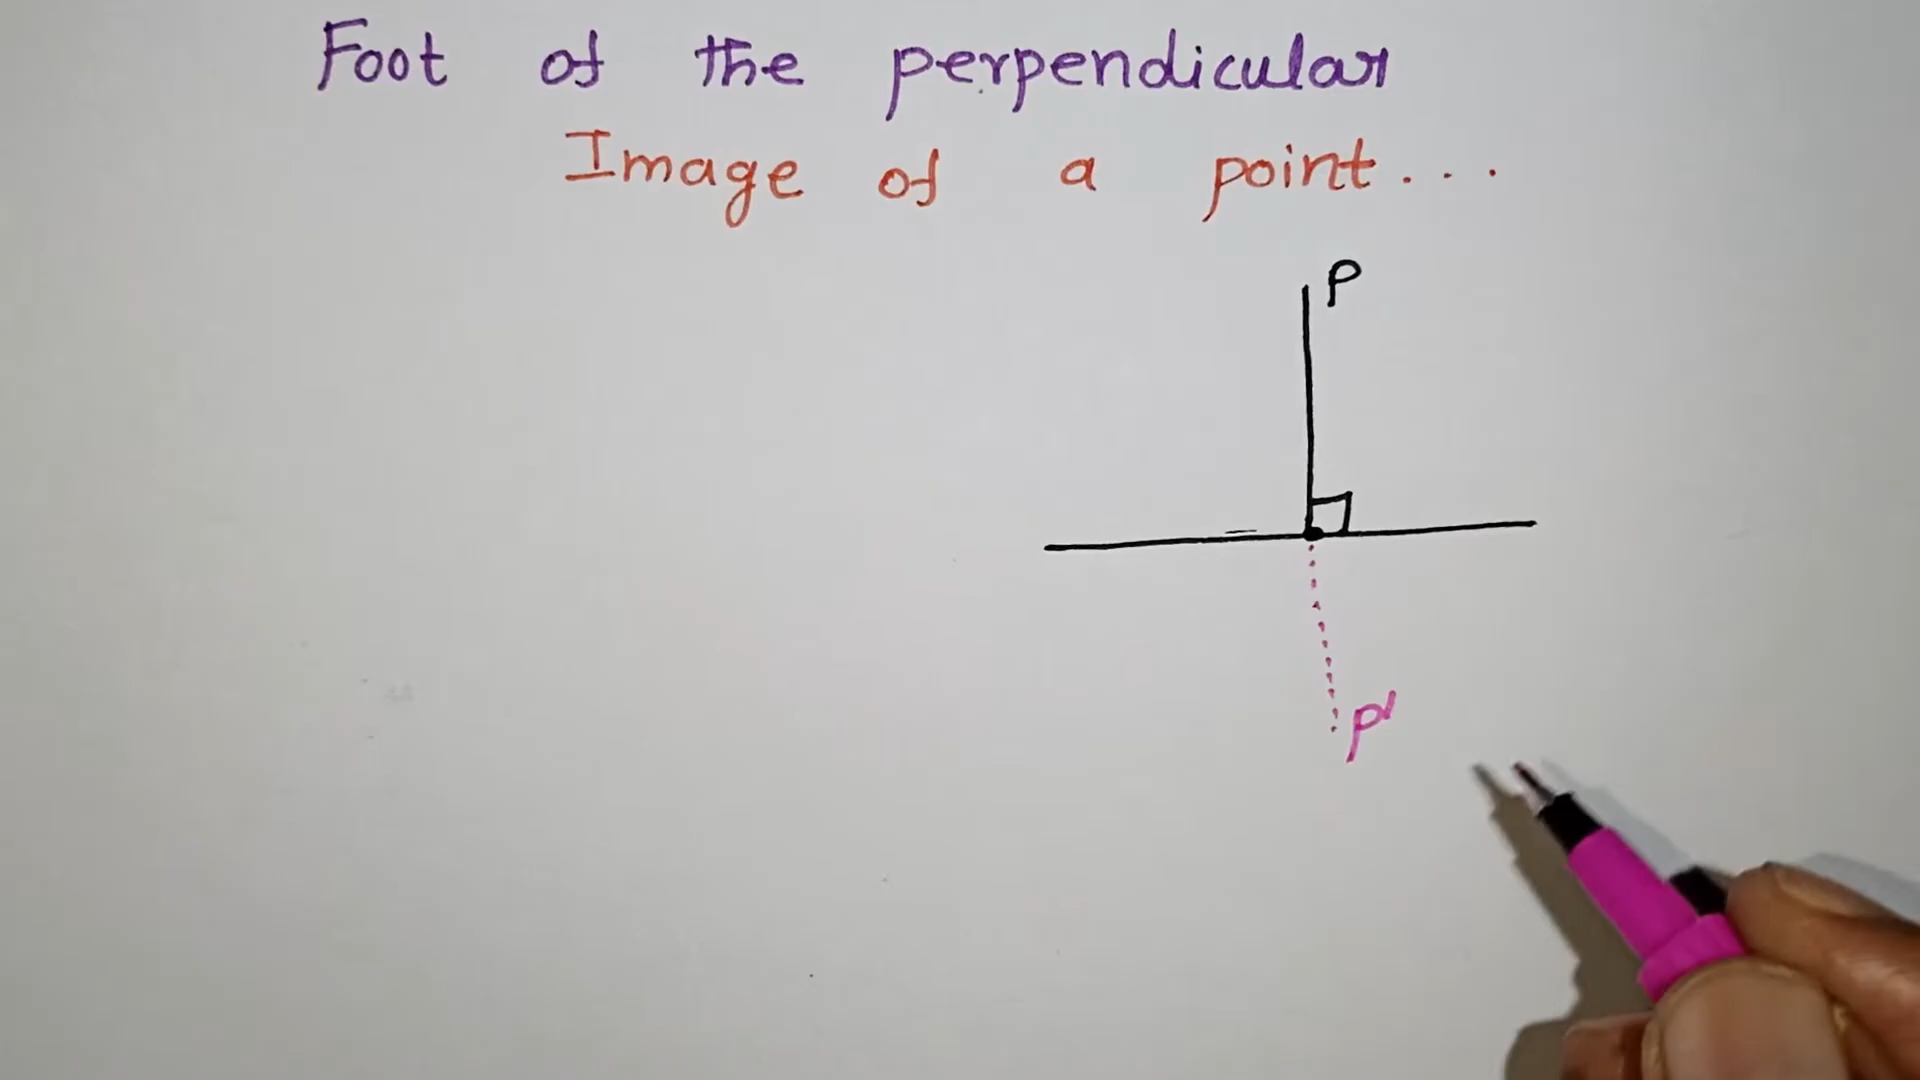 Foot of the perpendicular
Image of a point...
P
P'